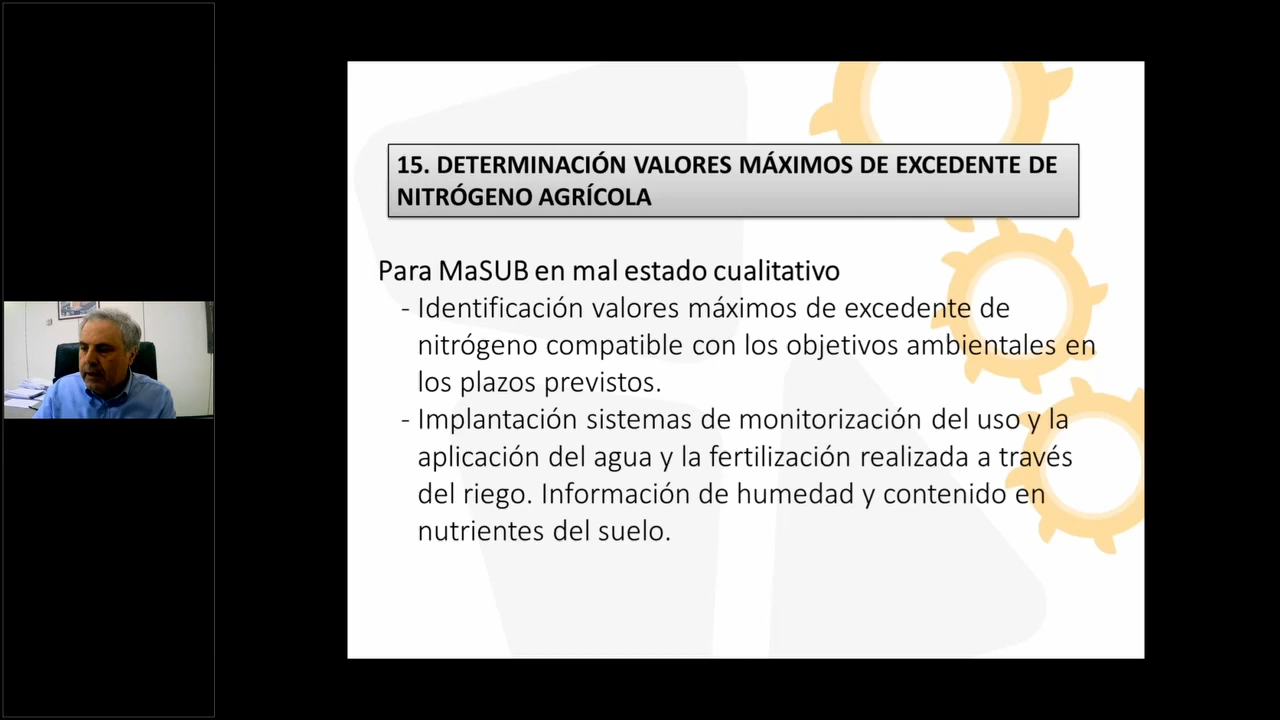 15. DETERMINACIÓN VALORES MÁXIMOS DE EXCEDENTE DE
NITRÓGENO AGRÍCOLA
Para MaSUB en mal estado cualitativo
- Identificación valores máximos de excedente de
nitrógeno compatible con los objetivos ambientales en
los plazos previstos.
- Implantación sistemas de monitorización del uso y la
aplicación del agua y la fertilización realizada a través
del riego. Información de humedad y contenido en
nutrientes del suelo.